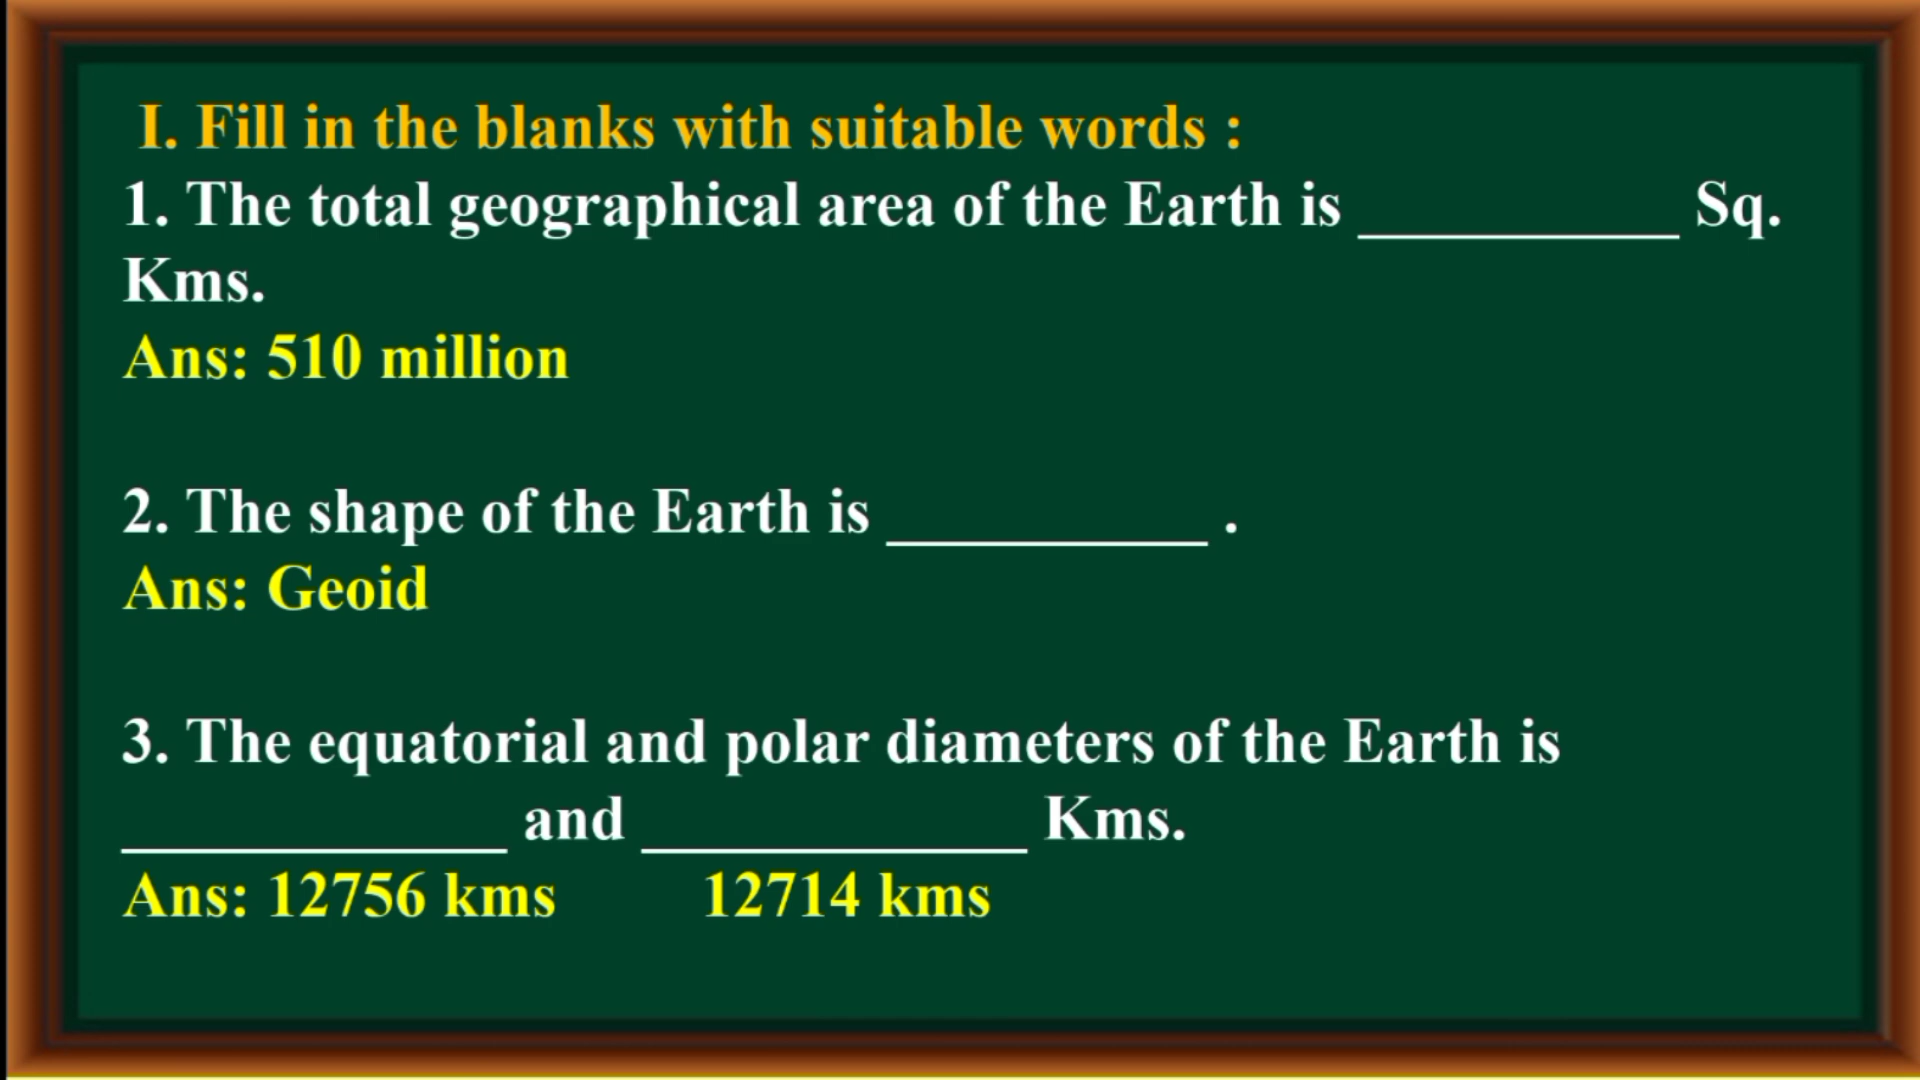 I. Fill in the blanks with suitable words :
1. The total geographical area of the Earth is __________ Sq.
Kms.
Ans: 510 million
2. The shape of the Earth is __________ .
Ans: Geoid
3. The equatorial and polar diameters of the Earth is
____________ and ____________ Kms.
Ans: 12756 kms 12714 kms